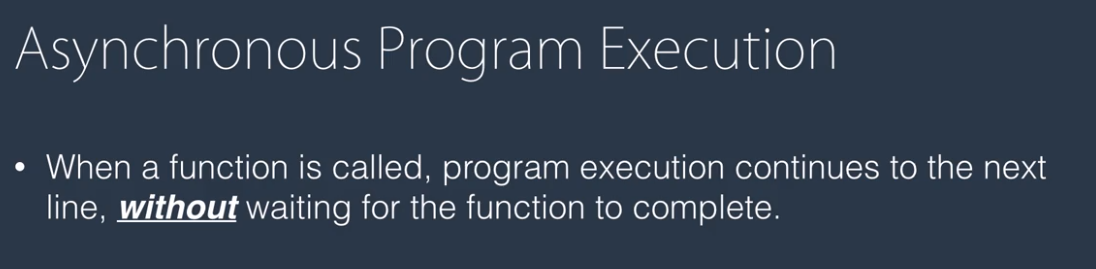 Asynchronous Program Execution
• When a function is called, program execution continues to the next
line, without waiting for the function to complete.